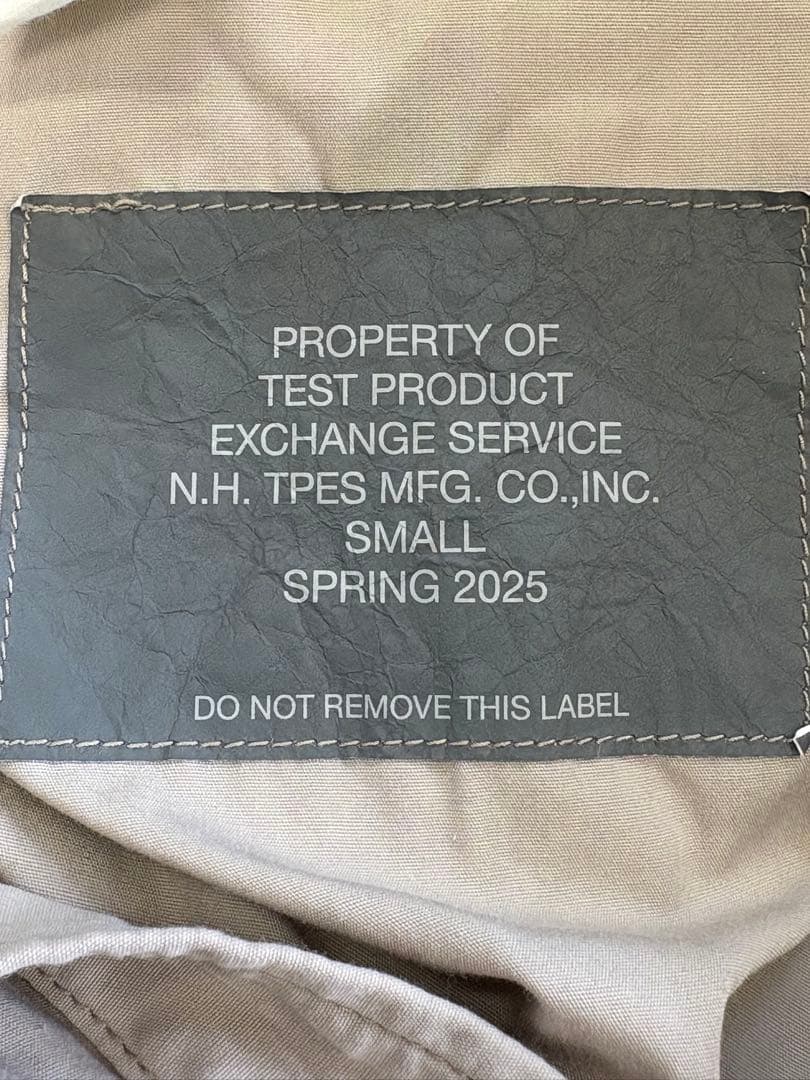 PROPERTY OF
TEST PRODUCT
EXCHANGE SERVICE
N.H. TPES MFG. CO.,INC.
SMALL
SPRING 2025
DO NOT REMOVE THIS LABEL